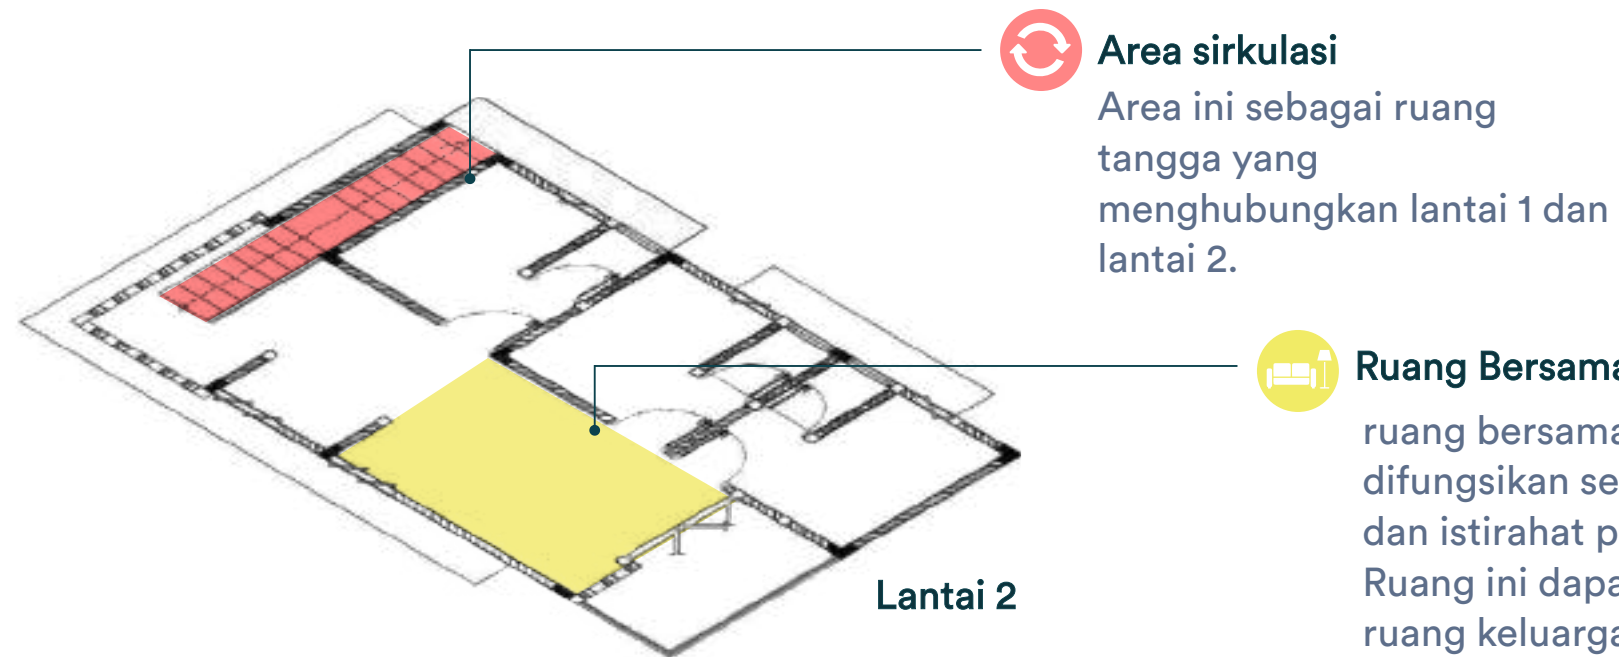 Area sirkulasi
Area ini sebagai ruang
tangga yang
menghubungkan lantai 1 dan
lantai 2.
Ruang Bersama
ruang bersama
difungsikan se
dan istirahat p
Ruang ini dapa
ruang keluarga
Lantai 2